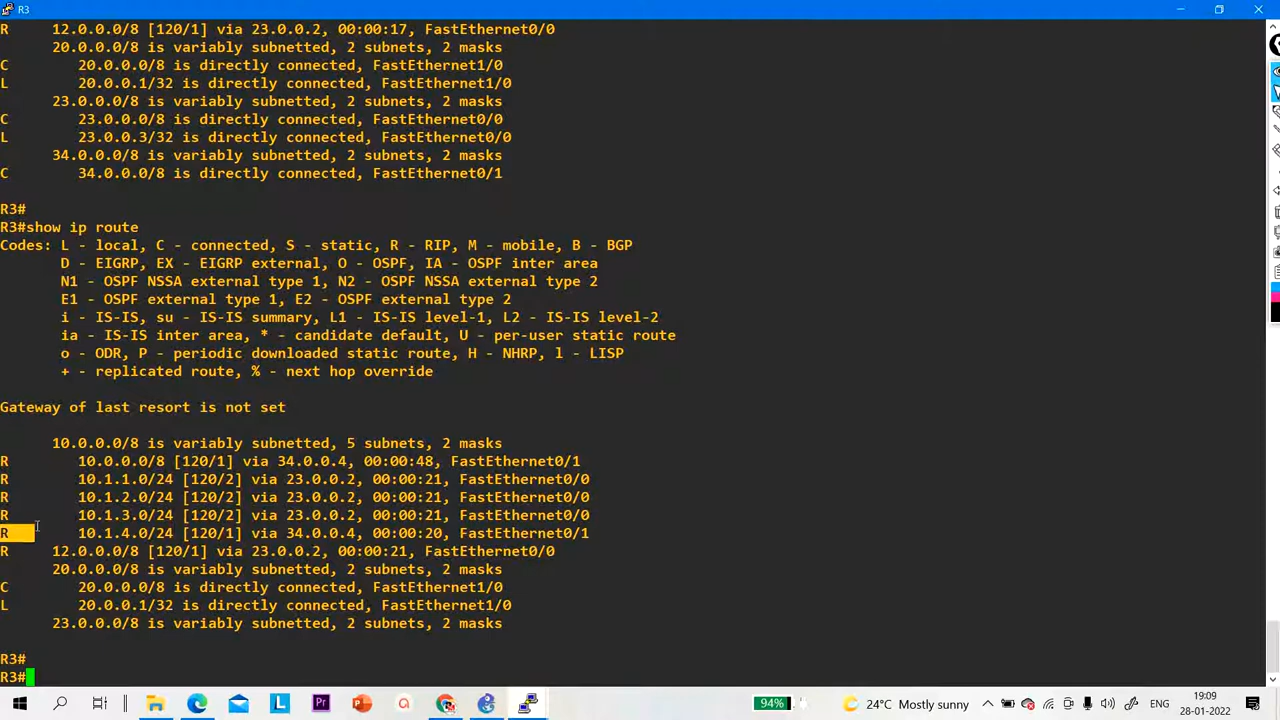 R3
R 12.0.0.0/8 [120/1] via 23.0.0.2, 00:00:17, FastEthernet0/0
20.0.0.0/8 is variably subnetted, 2 subnets, 2 masks
C 20.0.0.0/8 is directly connected, FastEthernet1/0
L 20.0.0.1/32 is directly connected, FastEthernet1/0
23.0.0.0/8 is variably subnetted, 2 subnets, 2 masks
C 23.0.0.0/8 is directly connected, FastEthernet0/0
L 23.0.0.3/32 is directly connected, FastEthernet0/0
34.0.0.0/8 is variably subnetted, 2 subnets, 2 masks
C 34.0.0.0/8 is directly connected, FastEthernet0/1
R3#
R3#show ip route
Codes: L - local, C - connected, S - static, R - RIP, M - mobile, B - BGP
D - EIGRP, EX - EIGRP external, O - OSPF, IA - OSPF inter area
N1 - OSPF NSSA external type 1, N2 - OSPF NSSA external type 2
E1 - OSPF external type 1, E2 - OSPF external type 2
i - IS-IS, su - IS-IS summary, L1 - IS-IS level-1, L2 - IS-IS level-2
ia - IS-IS inter area, * - candidate default, U - per-user static route
o - ODR, P - periodic downloaded static route, H - NHRP, l - LISP
+ - replicated route, % - next hop override
Gateway of last resort is not set
10.0.0.0/8 is variably subnetted, 5 subnets, 2 masks
R 10.0.0.0/8 [120/1] via 34.0.0.4, 00:00:48, FastEthernet0/1
R 10.1.1.0/24 [120/2] via 23.0.0.2, 00:00:21, FastEthernet0/0
R 10.1.2.0/24 [120/2] via 23.0.0.2, 00:00:21, FastEthernet0/0
R 10.1.3.0/24 [120/2] via 23.0.0.2, 00:00:21, FastEthernet0/0
R 10.1.4.0/24 [120/1] via 34.0.0.4, 00:00:20, FastEthernet0/1
R 12.0.0.0/8 [120/1] via 23.0.0.2, 00:00:21, FastEthernet0/0
20.0.0.0/8 is variably subnetted, 2 subnets, 2 masks
C 20.0.0.0/8 is directly connected, FastEthernet1/0
L 20.0.0.1/32 is directly connected, FastEthernet1/0
23.0.0.0/8 is variably subnetted, 2 subnets, 2 masks
R3#
R3#
L Pr P a
94% 24°C Mostly sunny ENG 19:09
28-01-2022